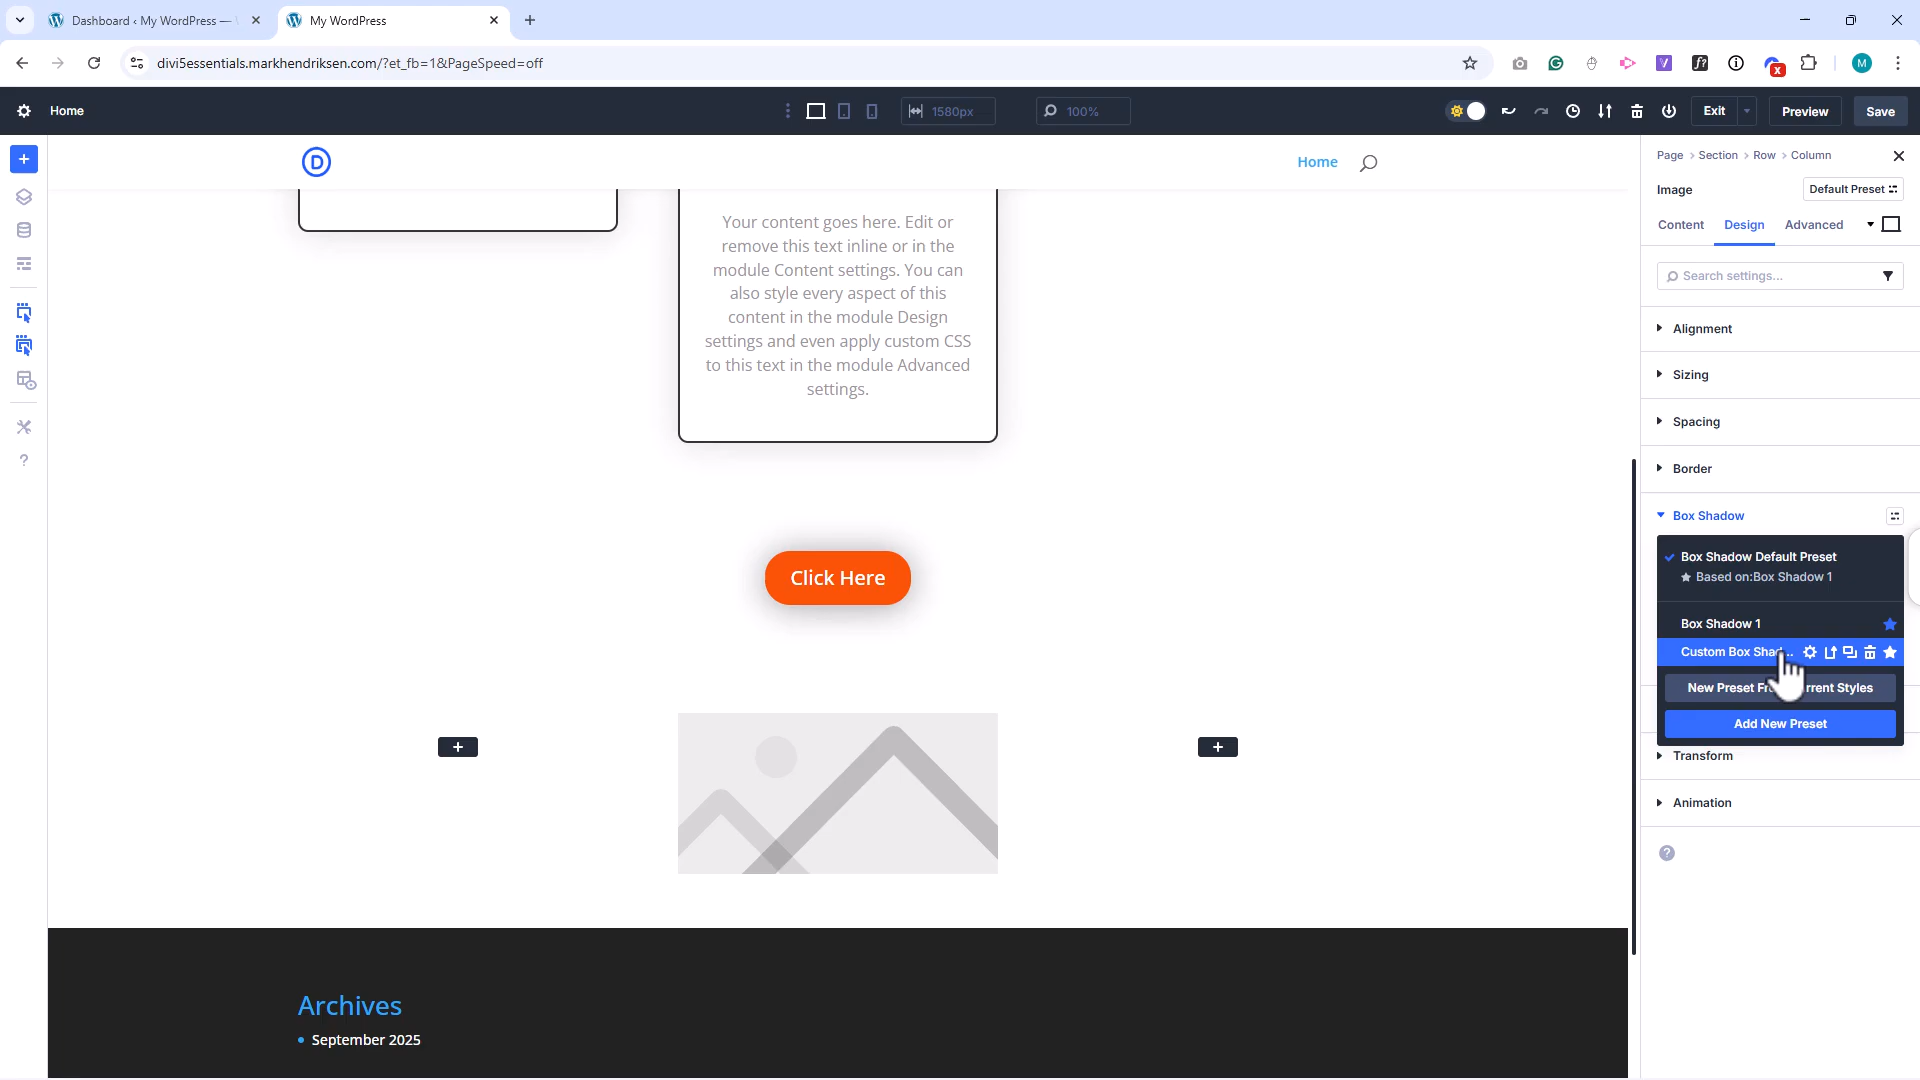 Dashboard ‹ My WordPress —
My WordPress
divi5essentials.markhendriksen.com/?et_fb=1&PageSpeed=off
Home
1580px
100%
Exit
Preview
Save
Home
Page > Section > Row > Column
Image
Default Preset
Content
Design
Advanced
Search settings...
Alignment
Sizing
Spacing
Border
Box Shadow
Box Shadow Default Preset
Based on:Box Shadow 1
Box Shadow 1
Custom Box Shad...
New Preset From Current Styles
Add New Preset
Transform
Animation
Your content goes here. Edit or
remove this text inline or in the
module Content settings. You can
also style every aspect of this
content in the module Design
settings and even apply custom CSS
to this text in the module Advanced
settings.
Click Here
Archives
September 2025